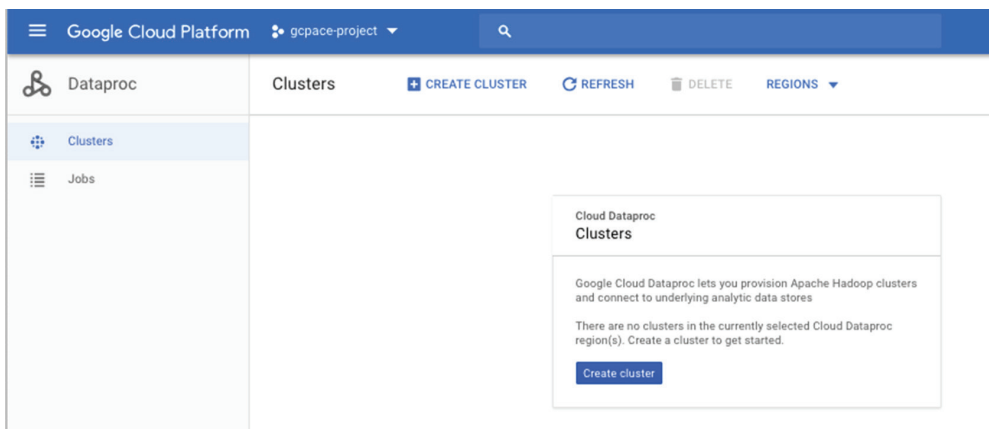 Google Cloud Platform gcpace-project
Dataproc Clusters CREATE CLUSTER REFRESH DELETE REGIONS
Clusters
Jobs
Cloud Dataproc
Clusters
Google Cloud Dataproc lets you provision Apache Hadoop clusters
and connect to underlying analytic data stores
There are no clusters in the currently selected Cloud Dataproc
region(s). Create a cluster to get started.
Create cluster